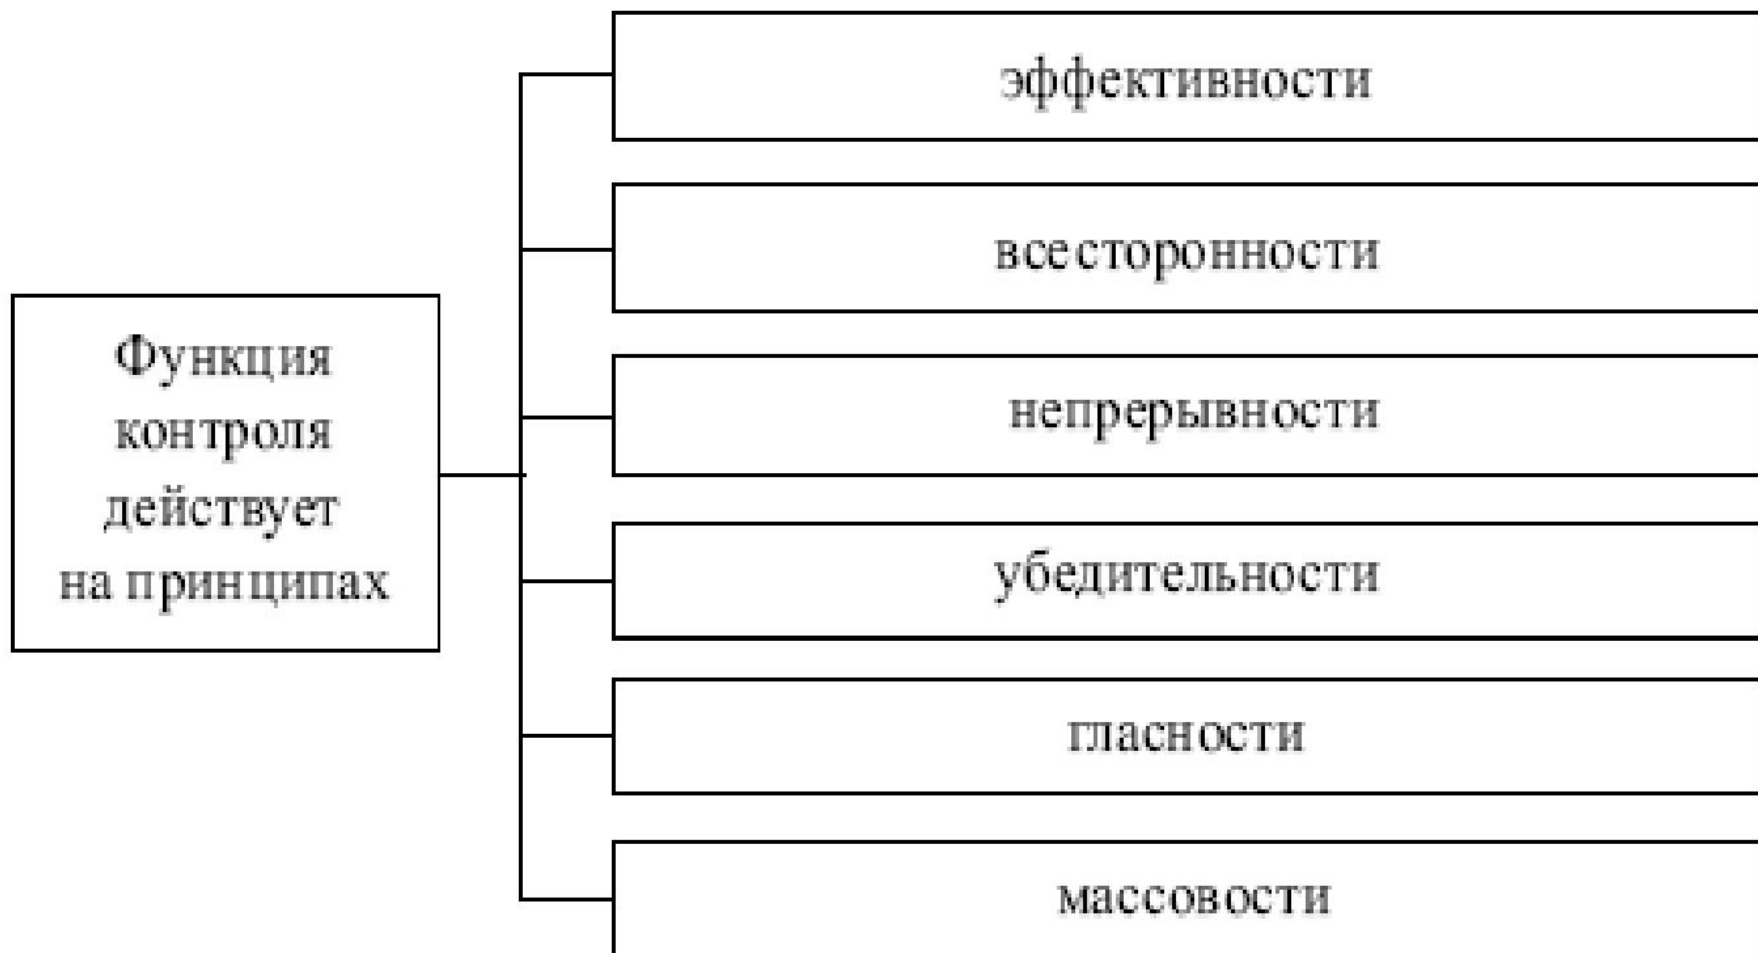 Функция
контроля
действует
на принципах
эффективности
всесторонности
непрерывности
убедительности
гласности
массовости